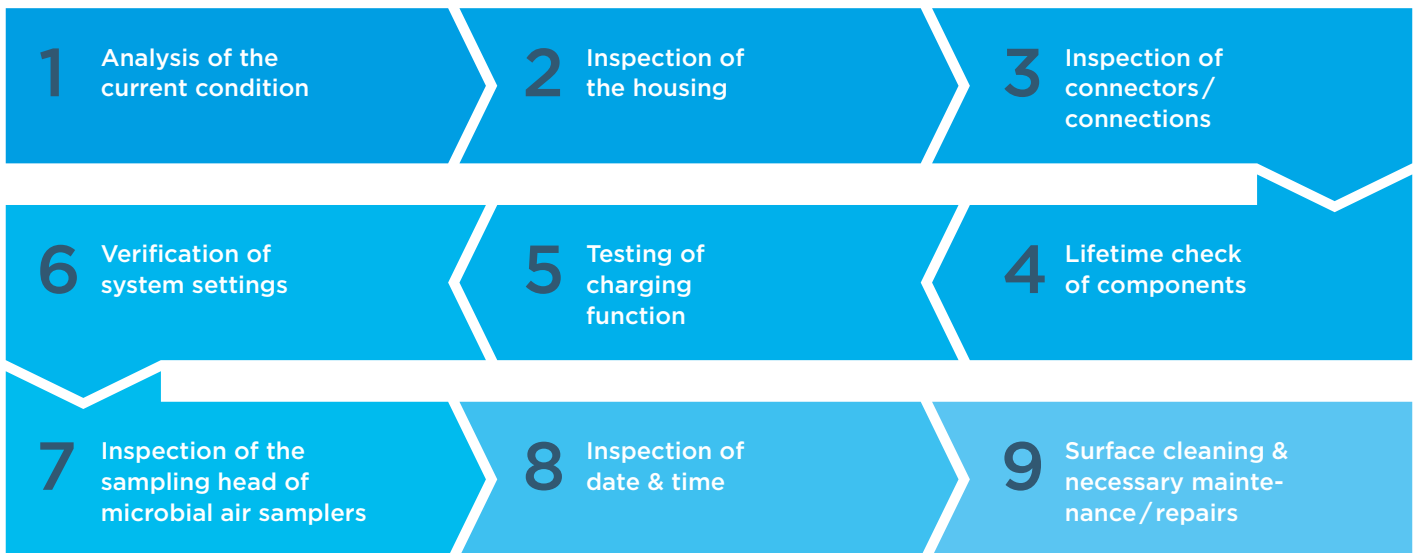 1
Analysis of the
current condition
2
Inspection of
the housing
3
Inspection of
connectors / 
connections
4
Lifetime check
of components
5
Testing of
charging
function
6
Verification of
system settings
7
Inspection of the
sampling head of
microbial air samplers
8
Inspection of
date & time
9
Surface cleaning &
necessary mainte-
nance / repairs